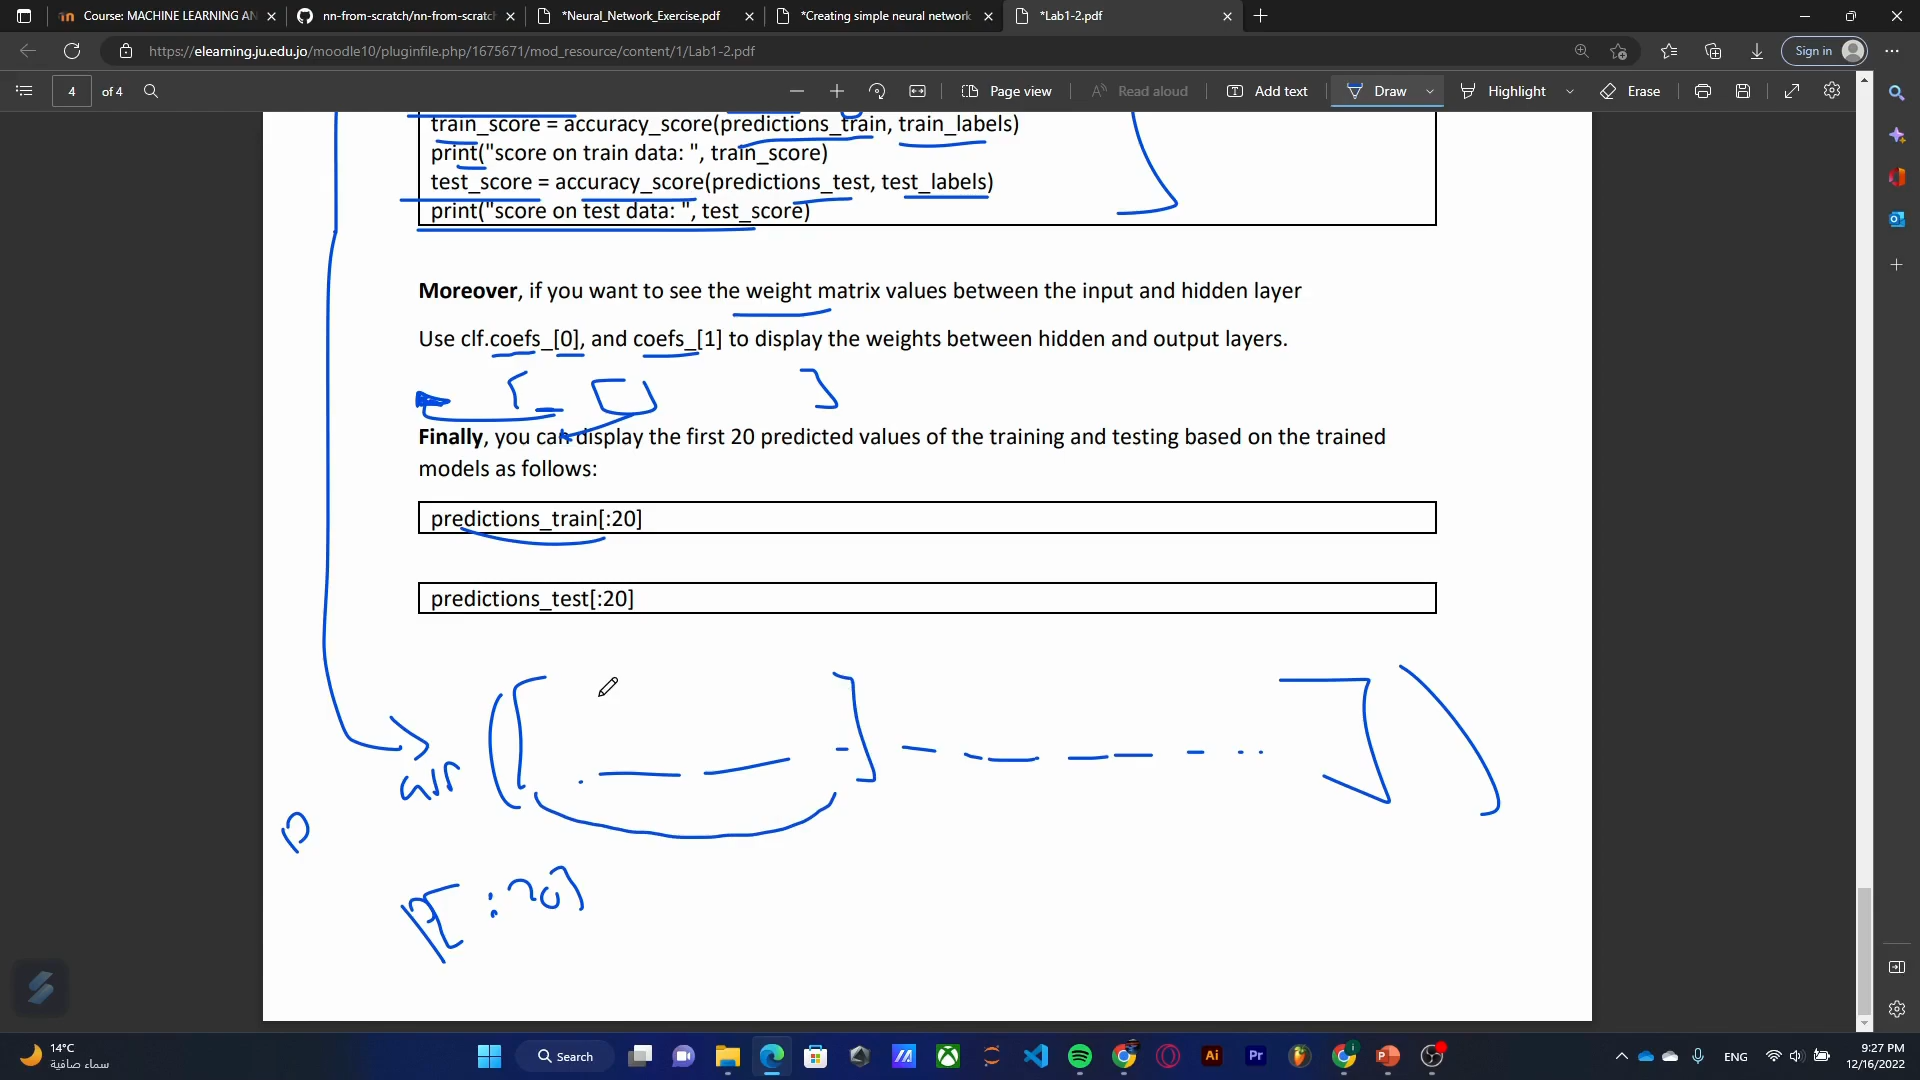 Course: MACHINE LEARNING AN
nn-from-scratch/nn-from-scratch
*Neural_Network_Exercise.pdf
*Creating simple neural network
*Lab1-2.pdf
https://elearning.ju.edu.jo/moodle10/pluginfile.php/1675671/mod_resource/content/1/Lab1-2.pdf
Sign in
4 of 4
Page view
Read aloud
Add text
Draw
Highlight
Erase
train_score = accuracy_score(predictions_train, train_labels)
print("score on train data: ", train_score)
test_score = accuracy_score(predictions_test, test_labels)
print("score on test data: ", test_score)
Moreover, if you want to see the weight matrix values between the input and hidden layer
Use clf.coefs_[0], and coefs_[1] to display the weights between hidden and output layers.
Finally, you can display the first 20 predicted values of the training and testing based on the trained
models as follows:
predictions_train[:20]
predictions_test[:20]
arr
P
P[:20]
14°C
سماء صافية
Search
ENG
9:27 PM
12/16/2022